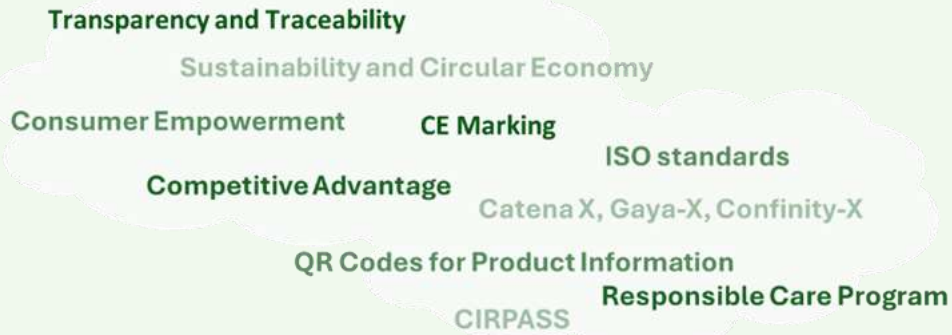 Transparency and Traceability
Sustainability and Circular Economy
Consumer Empowerment
CE Marking
ISO standards
Competitive Advantage
Catena X, Gaya-X, Confinity-X
QR Codes for Product Information
Responsible Care Program
CIRPASS